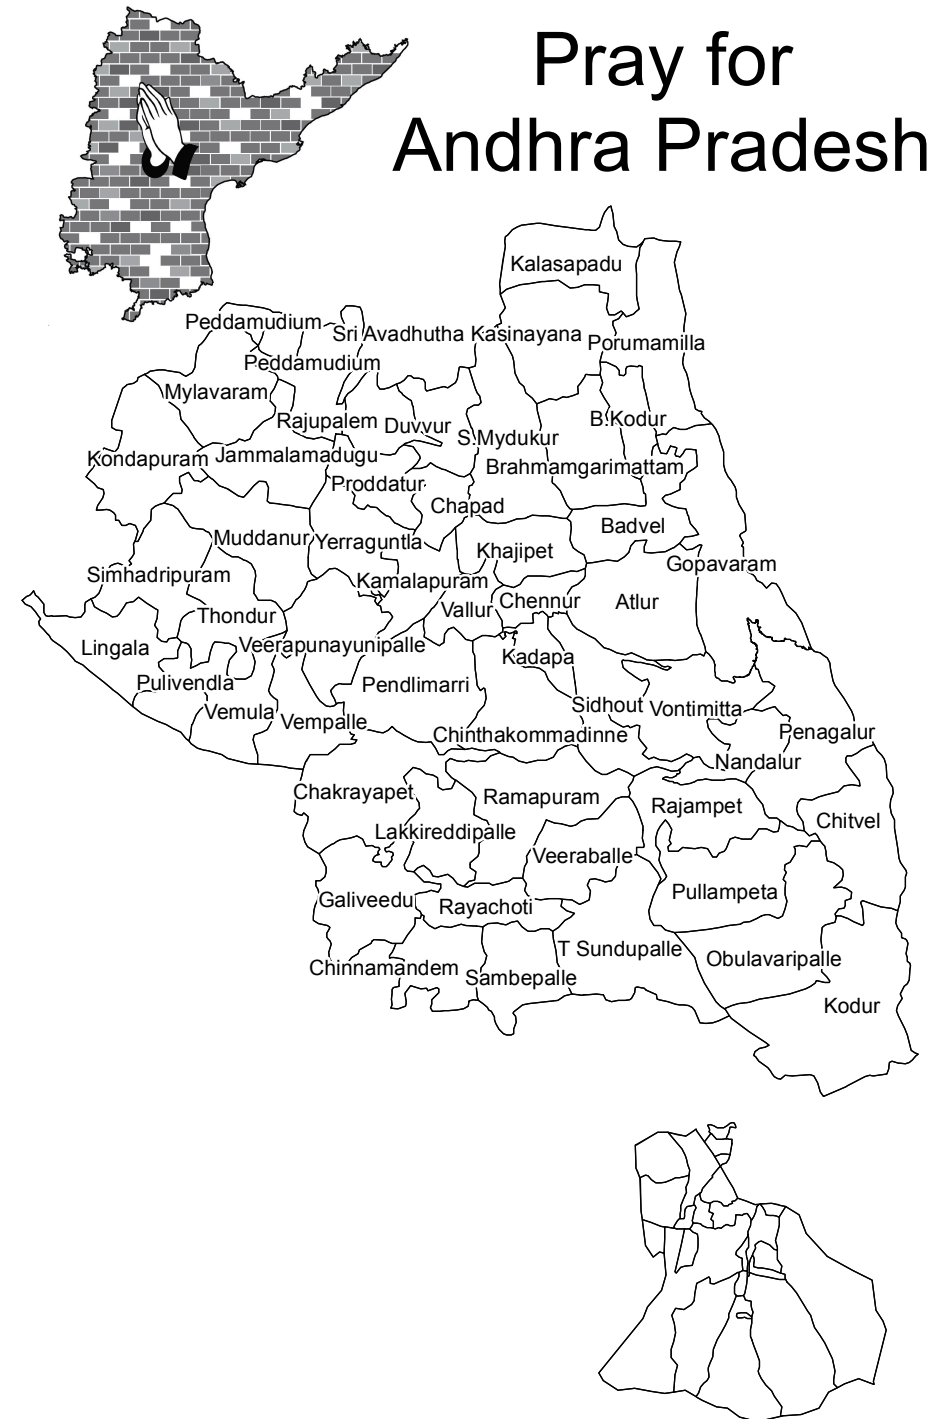 Pray for
Andhra Pradesh
Kalasapadu
Peddamudium
Sri Avadhutha Kasinayana
Porumamilla
Peddamudium
Mylavaram
Rajupalem
Duvvur
B.Kodur
S.Mydukur
Kondapuram
Jammalamadugu
Brahmamgarimattam
Proddatur
Chapad
Badvel
Muddanur
Yerraguntla
Khajipet
Gopavaram
Simhadripuram
Kamalapuram
Vallur
Chennur
Atlur
Thondur
Lingala
Veerapunayunipalle
Kadapa
Pulivendla
Pendlimarri
Vemula
Vempalle
Sidhout
Vontimitta
Chinthakommadinne
Penagalur
Nandalur
Chakrayapet
Ramapuram
Rajampet
Chitvel
Lakkireddipalle
Veeraballe
Galiveedu
Rayachoti
Pullampeta
T Sundupalle
Obulavaripalle
Chinnamandem
Sambepalle
Kodur